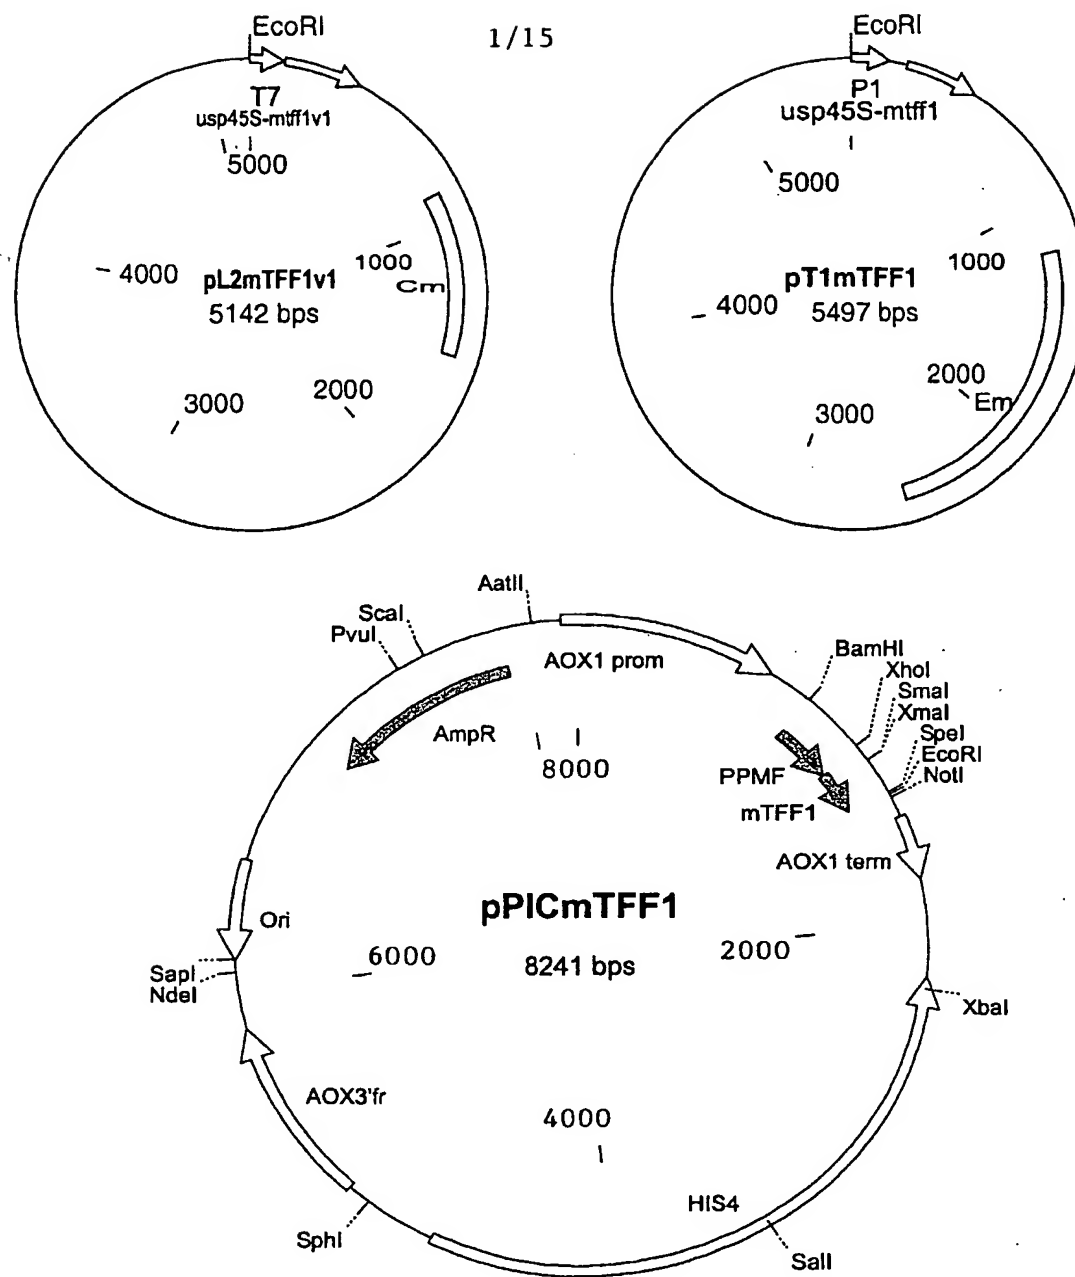 1/15
EcoRI
T7
usp45S-mtff1v1
5000
1000
Cm
4000
pL2mTFF1v1
5142 bps
3000
2000
EcoRI
P1
usp45S-mtff1
5000
1000
pT1mTFF1
4000
5497 bps
2000
Em
3000
AatII
ScaI
PvuI
AOX1 prom
BamHI
XhoI
SmaI
XmaI
SpeI
EcoRI
NotI
AmpR
8000
PPMF
mTFF1
AOX1 term
pPICmTFF1
Ori
6000
2000
8241 bps
SapI
NdeI
XbaI
AOX3'fr
4000
HIS4
SphI
SalI